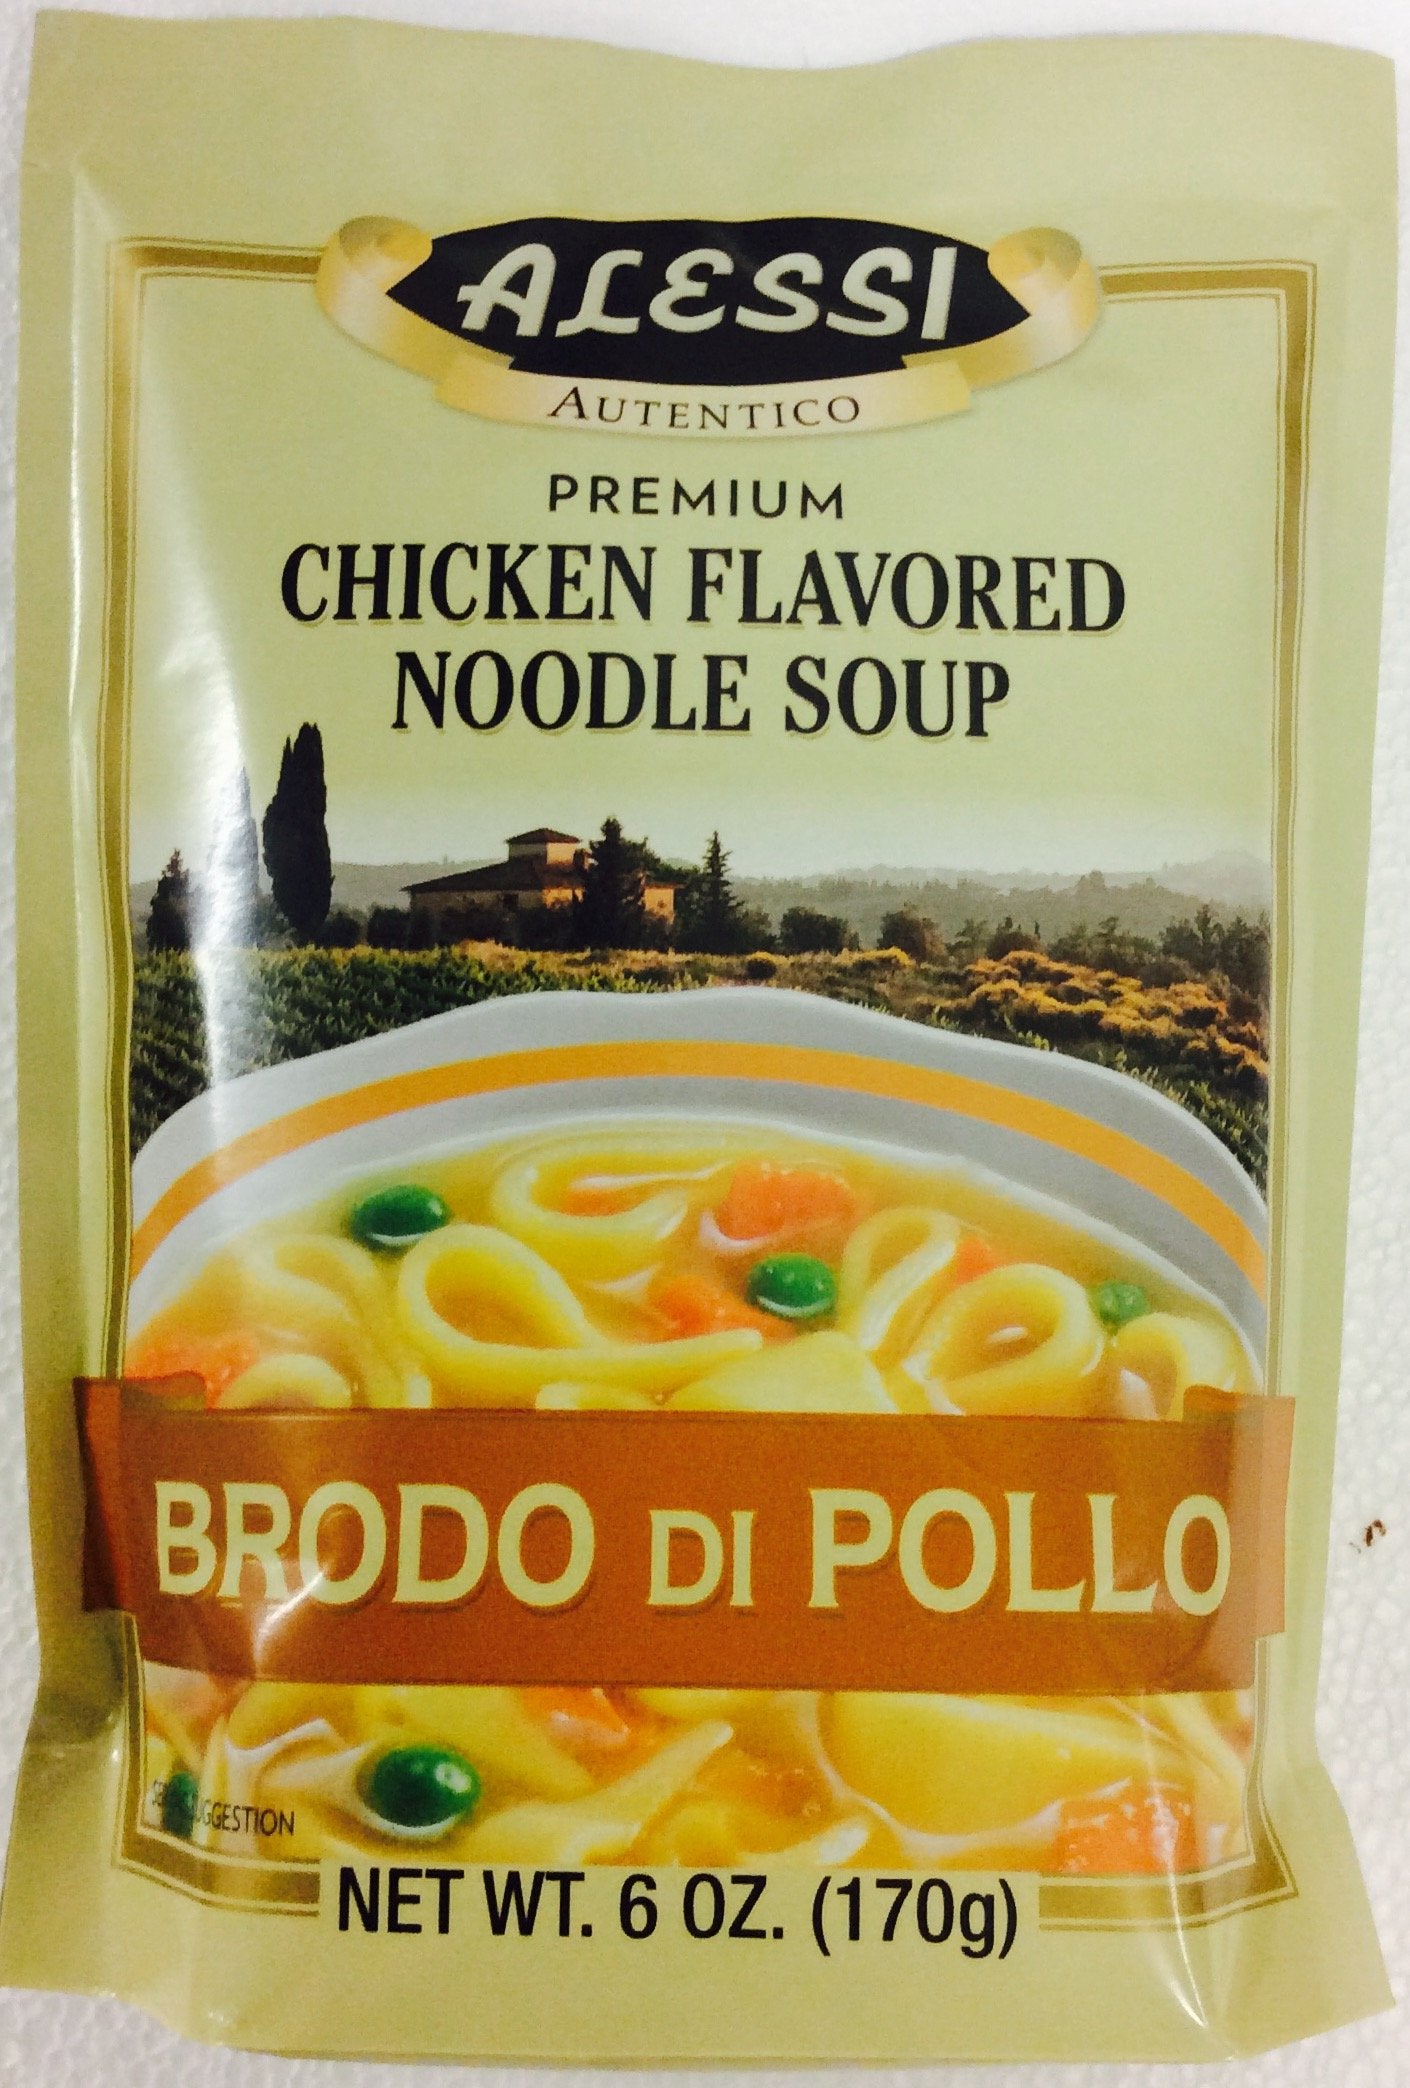 ALESSI
AUTENTICO
PREMIUM
CHICKEN FLAVORED
NOODLE SOUP
BRODO DI POLLO
NET WT. 6 OZ. (170g)